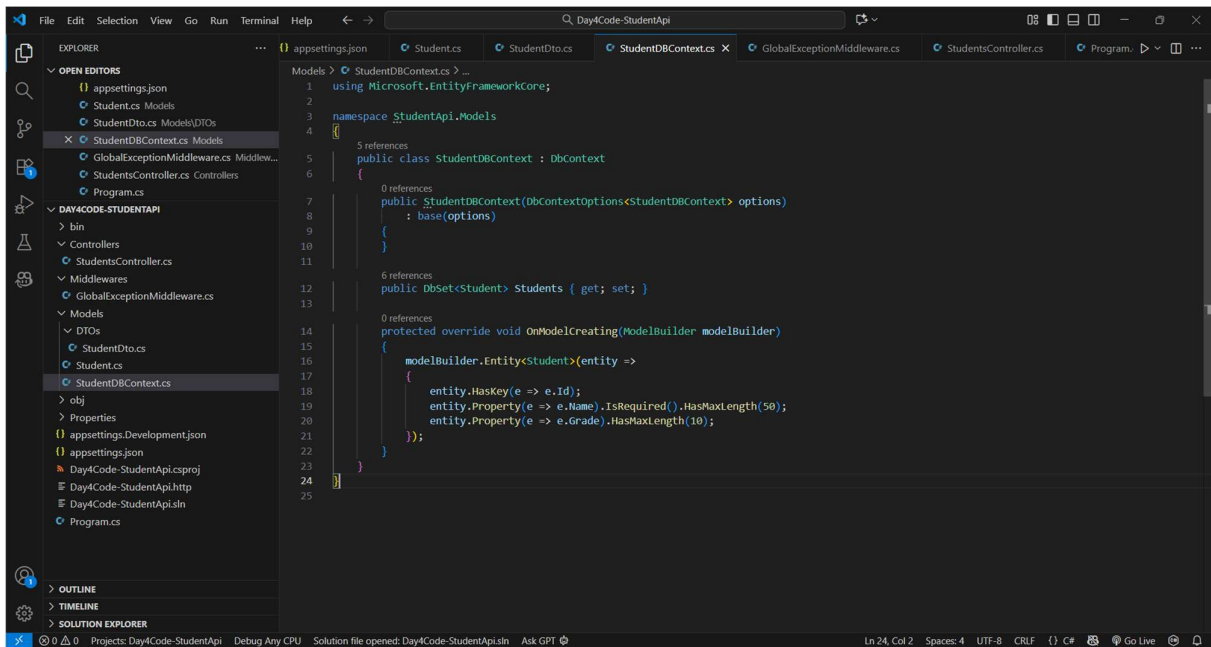 File Edit Selection View Go Run Terminal Help
Day4Code-StudentApi
EXPLORER
OPEN EDITORS
{} appsettings.json
Student.cs Models
StudentDto.cs Models\DTOs
StudentDBContext.cs Models
GlobalExceptionMiddleware.cs Middlew...
StudentsController.cs Controllers
Program.cs
DAY4CODE-STUDENTAPI
bin
Controllers
StudentsController.cs
Middlewares
GlobalExceptionMiddleware.cs
Models
DTOs
StudentDto.cs
Student.cs
StudentDBContext.cs
obj
Properties
{} appsettings.Development.json
{} appsettings.json
Day4Code-StudentApi.csproj
Day4Code-StudentApi.http
Day4Code-StudentApi.sln
Program.cs
OUTLINE
TIMELINE
SOLUTION EXPLORER
1
1
{} appsettings.json Student.cs StudentDto.cs StudentDBContext.cs GlobalExceptionMiddleware.cs StudentsController.cs Program.
Models > StudentDBContext.cs > ...
1 using Microsoft.EntityFrameworkCore;
2
3 namespace StudentApi.Models
4 {
5 references
5 public class StudentDBContext : DbContext
6 {
0 references
7 public StudentDBContext(DbContextOptions<StudentDBContext> options)
8 : base(options)
9 {
10 }
11
6 references
12 public DbSet<Student> Students { get; set; }
13
0 references
14 protected override void OnModelCreating(ModelBuilder modelBuilder)
15 {
16 modelBuilder.Entity<Student>(entity =>
17 {
18 entity.HasKey(e => e.Id);
19 entity.Property(e => e.Name).IsRequired().HasMaxLength(50);
20 entity.Property(e => e.Grade).HasMaxLength(10);
21 });
22 }
23 }
24 }
25
0 0 Projects: Day4Code-StudentApi Debug Any CPU Solution file opened: Day4Code-StudentApi.sln Ask GPT Ln 24, Col 2 Spaces: 4 UTF-8 CRLF {} C# Go Live